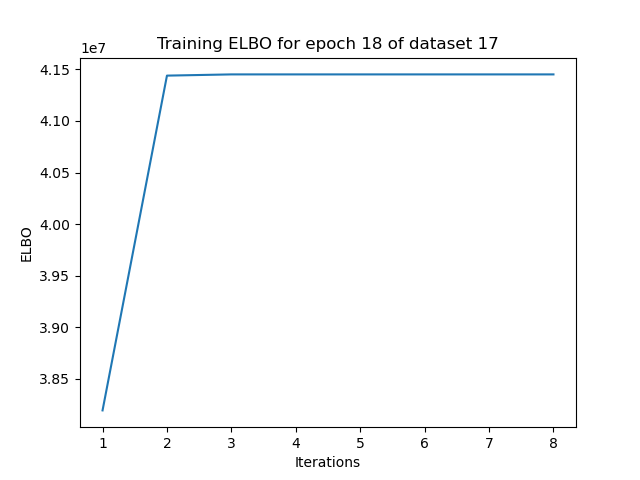 Training ELBO for epoch 18 of dataset 17
1e7
4.15
4.10
4.05
4.00
3.95
3.90
3.85
ELBO
1 2 3 4 5 6 7 8
Iterations